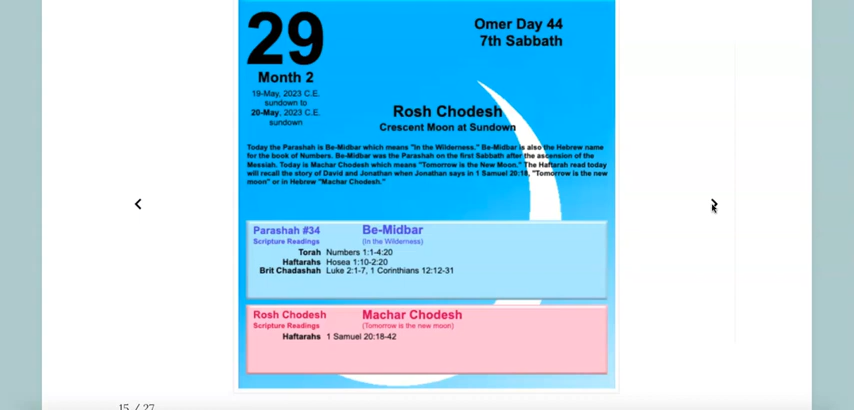 29
Month 2
19-May, 2023 C.E.
sundown to
20-May, 2023 C.E.
sundown
Omer Day 44
7th Sabbath
Rosh Chodesh
Crescent Moon at Sundown
Today the Parashah is Be-Midbar which means "In the Wilderness." Be-Midbar is also the Hebrew name
for the book of Numbers. Be-Midbar was the Parashah on the first Sabbath after the ascension of the
Messiah. Today is Machar Chodesh which means "Tomorrow is the New Moon." The Haftarah read today
will recall the story of David and Jonathan when Jonathan says in 1 Samuel 20:18, "Tomorrow is the new
moon" or in Hebrew "Machar Chodesh."
Parashah #34 Be-Midbar
Scripture Readings (In the Wilderness)
Torah Numbers 1:1-4:20
Haftarahs Hosea 1:10-2:20
Brit Chadashah Luke 2:1-7, 1 Corinthians 12:12-31
Rosh Chodesh Machar Chodesh
Scripture Readings (Tomorrow is the new moon)
Haftarahs 1 Samuel 20:18-42
15 / 27